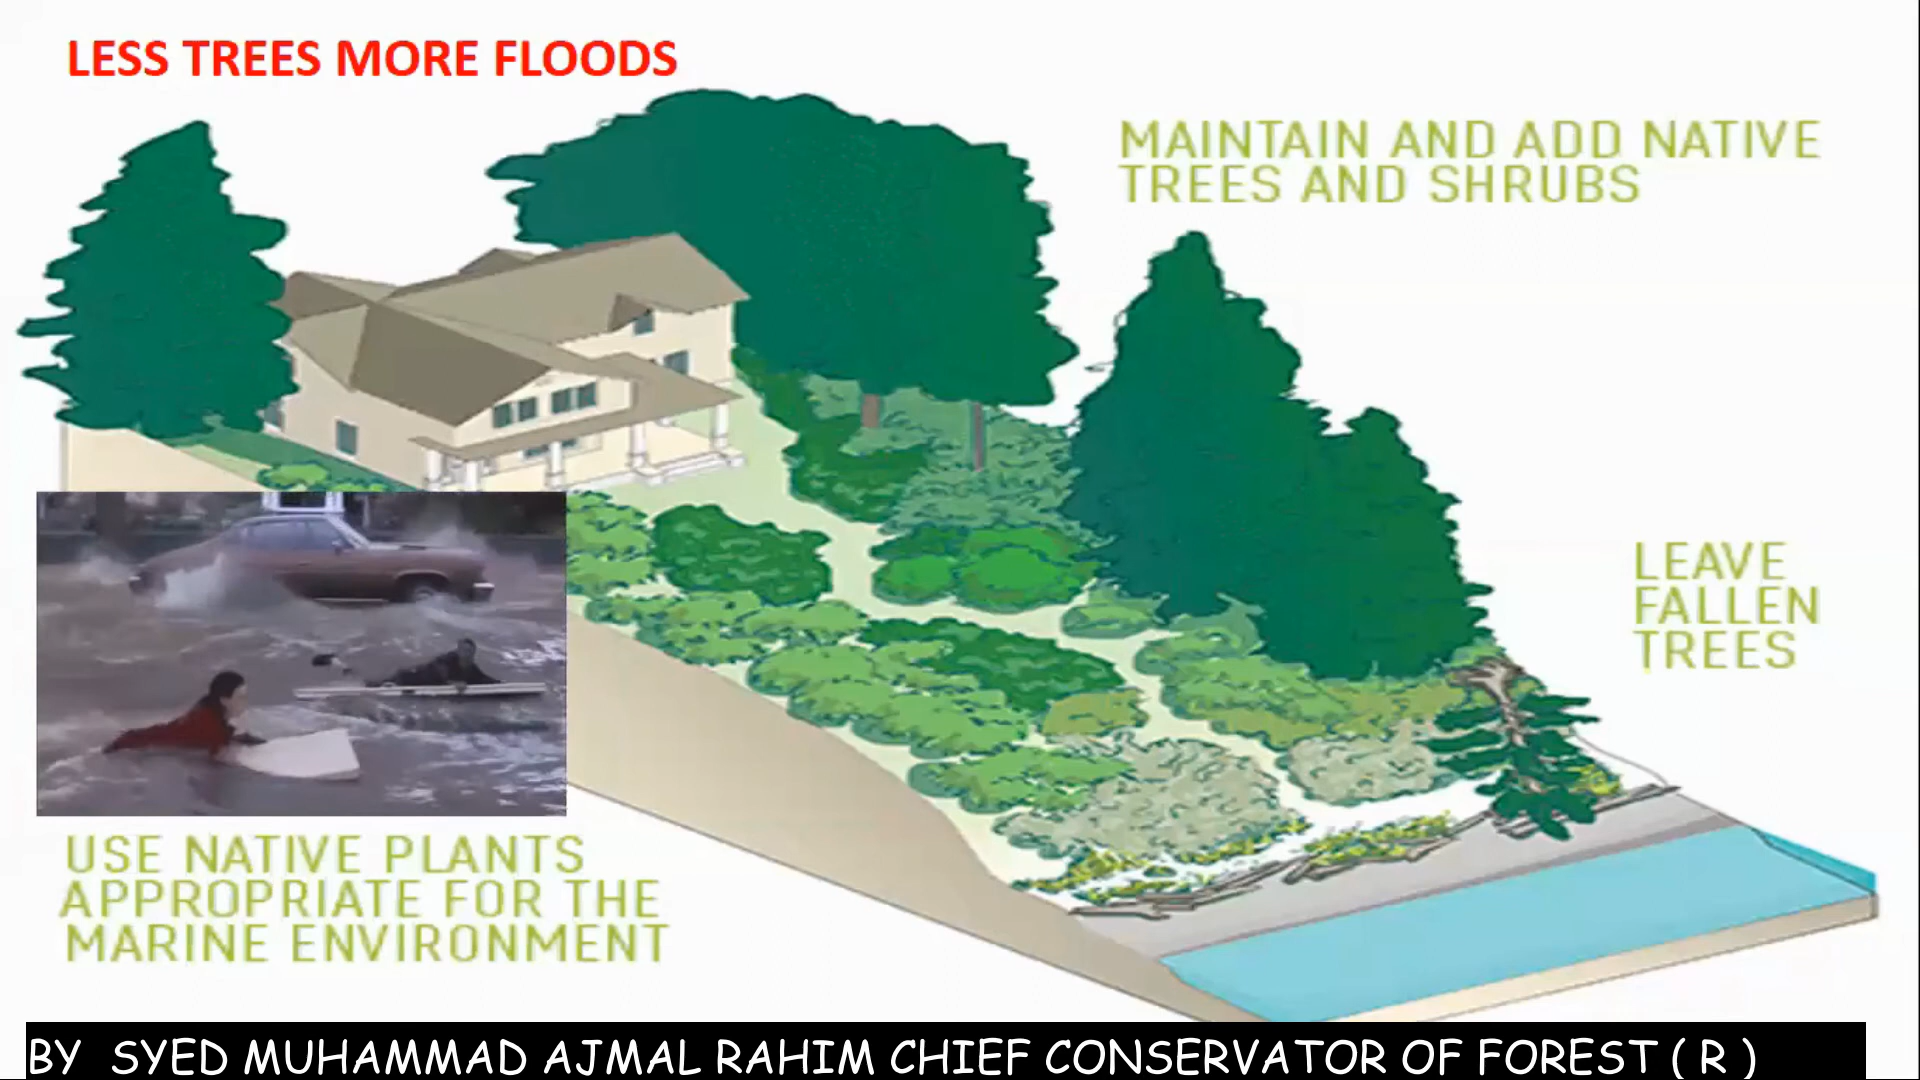 LESS TREES MORE FLOODS
MAINTAIN AND ADD NATIVE
TREES AND SHRUBS
LEAVE
FALLEN
TREES
USE NATIVE PLANTS
APPROPRIATE FOR THE
MARINE ENVIRONMENT
BY SYED MUHAMMAD AJMAL RAHIM CHIEF CONSERVATOR OF FOREST ( R )